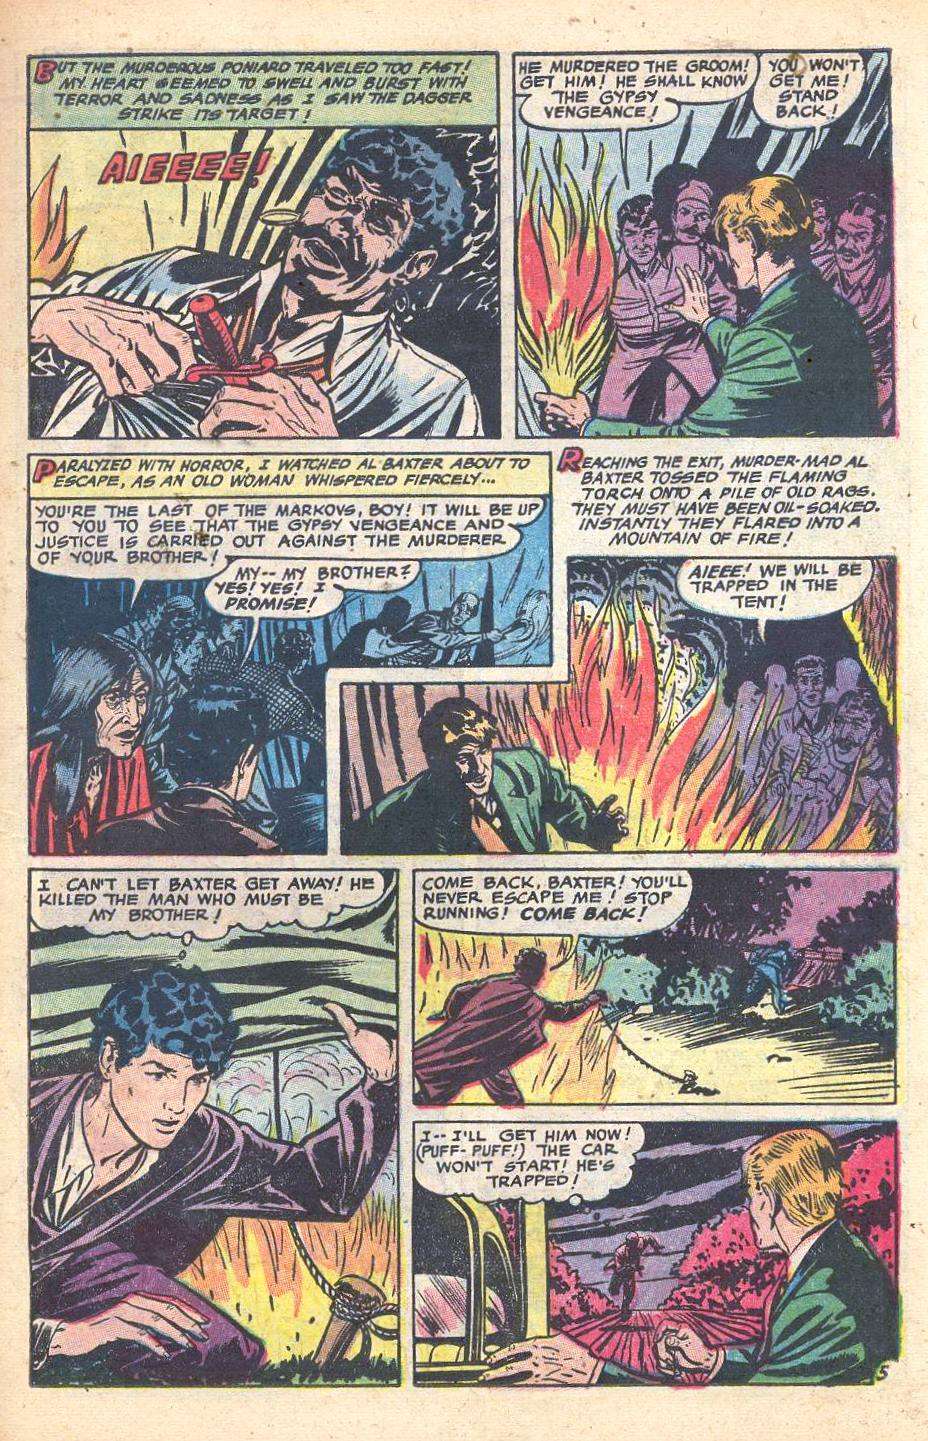 BUT THE MURDEROUS PONIARD TRAVELED TOO FAST!
MY HEART SEEMED TO SWELL AND BURST WITH
TERROR AND SADNESS AS I SAW THE DAGGER
STRIKE ITS TARGET!
AIEEEE!
HE MURDERED THE GROOM!
GET HIM! HE SHALL KNOW
THE GYPSY
VENGEANCE!
YOU WON'T
GET ME!
STAND
BACK!
PARALYZED WITH HORROR, I WATCHED AL BAXTER ABOUT TO
ESCAPE, AS AN OLD WOMAN WHISPERED FIERCELY...
YOU'RE THE LAST OF THE MARKOVS, BOY! IT WILL BE UP
TO YOU TO SEE THAT THE GYPSY VENGEANCE AND
JUSTICE IS CARRIED OUT AGAINST THE MURDERER
OF YOUR BROTHER!
MY-- MY BROTHER?
YES! YES! I
PROMISE!
REACHING THE EXIT, MURDER-MAD AL
BAXTER TOSSED THE FLAMING
TORCH ONTO A PILE OF OLD RAGS.
THEY MUST HAVE BEEN OIL-SOAKED.
INSTANTLY THEY FLARED INTO A
MOUNTAIN OF FIRE!
AIEEE! WE WILL BE
TRAPPED IN THE
TENT!
I CAN'T LET BAXTER GET AWAY! HE
KILLED THE MAN WHO MUST BE
MY BROTHER!
COME BACK, BAXTER! YOU'LL
NEVER ESCAPE ME! STOP
RUNNING! COME BACK!
I-- I'LL GET HIM NOW!
(PUFF-PUFF!) THE CAR
WON'T START! HE'S
TRAPPED!
5